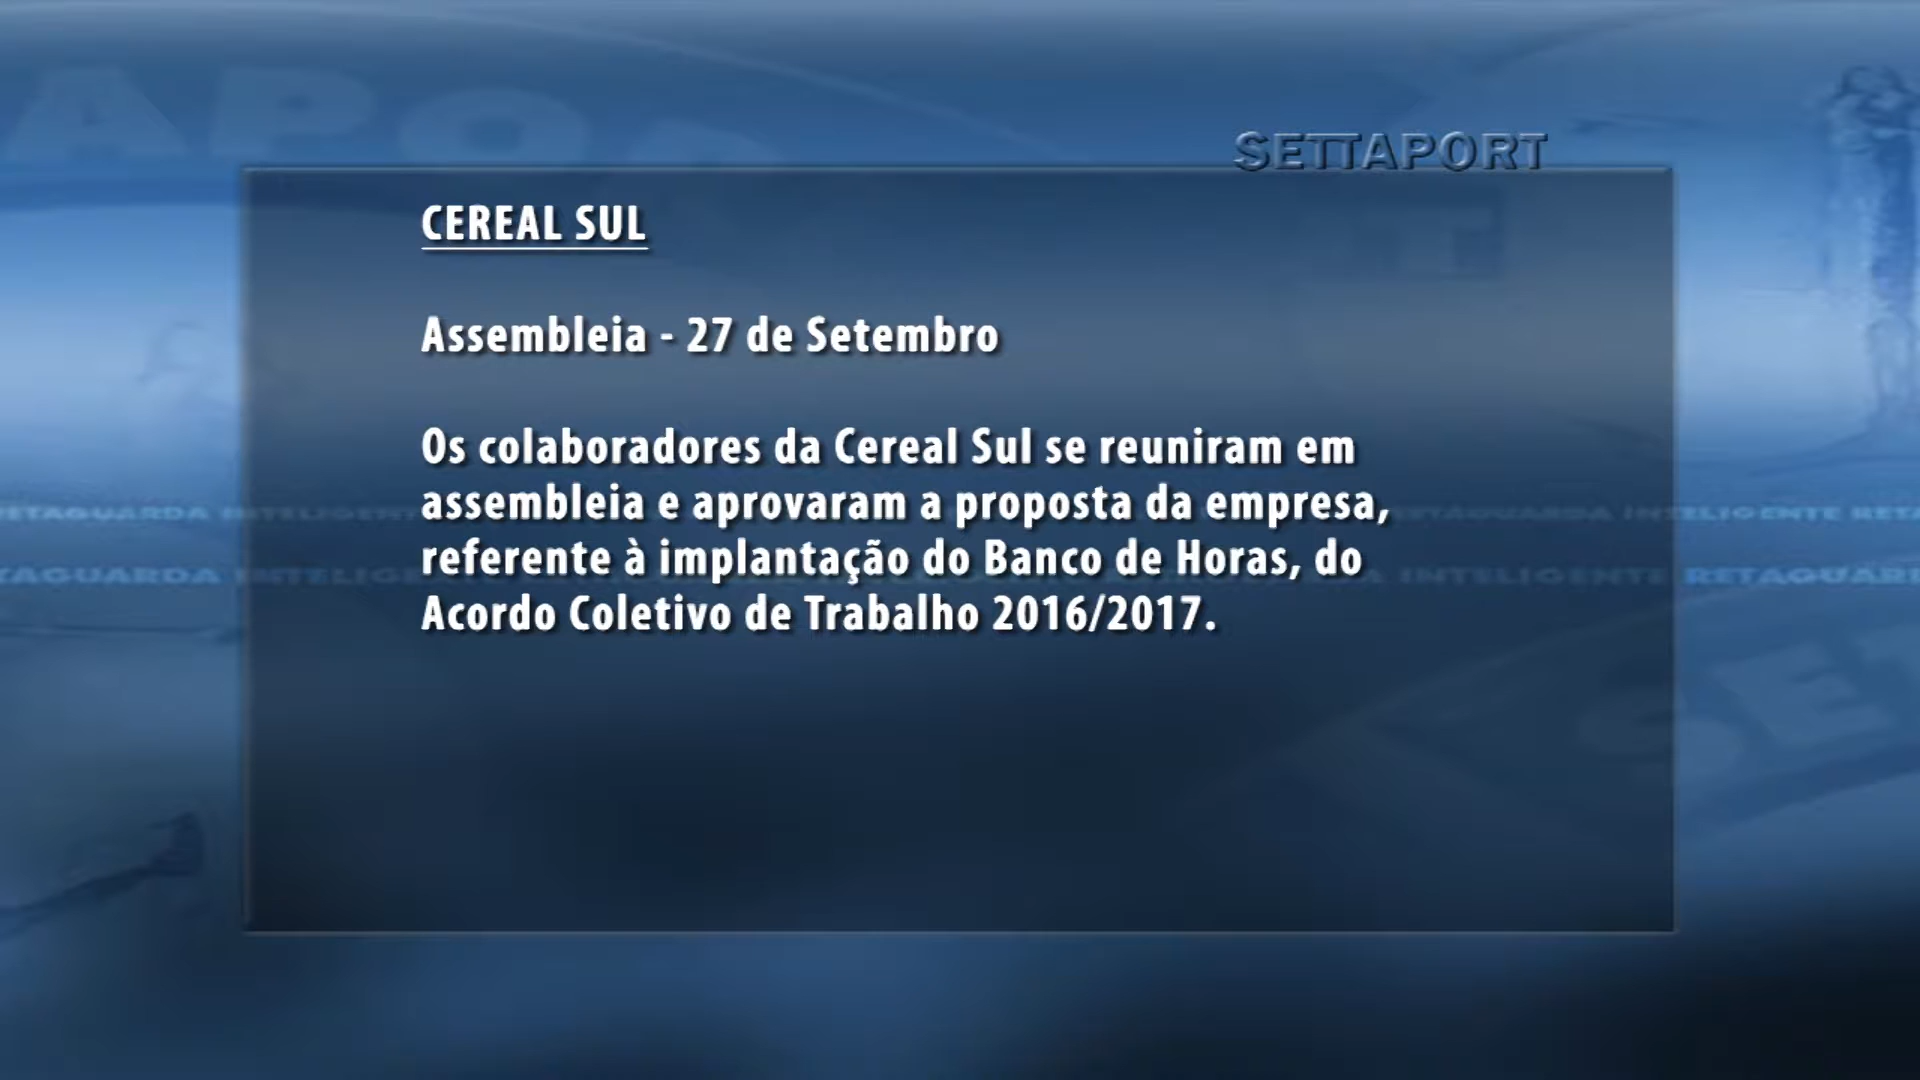 SETTAPORT
CEREAL SUL
Assembleia - 27 de Setembro
Os colaboradores da Cereal Sul se reuniram em
assembleia e aprovaram a proposta da empresa,
referente à implantação do Banco de Horas, do
Acordo Coletivo de Trabalho 2016/2017.